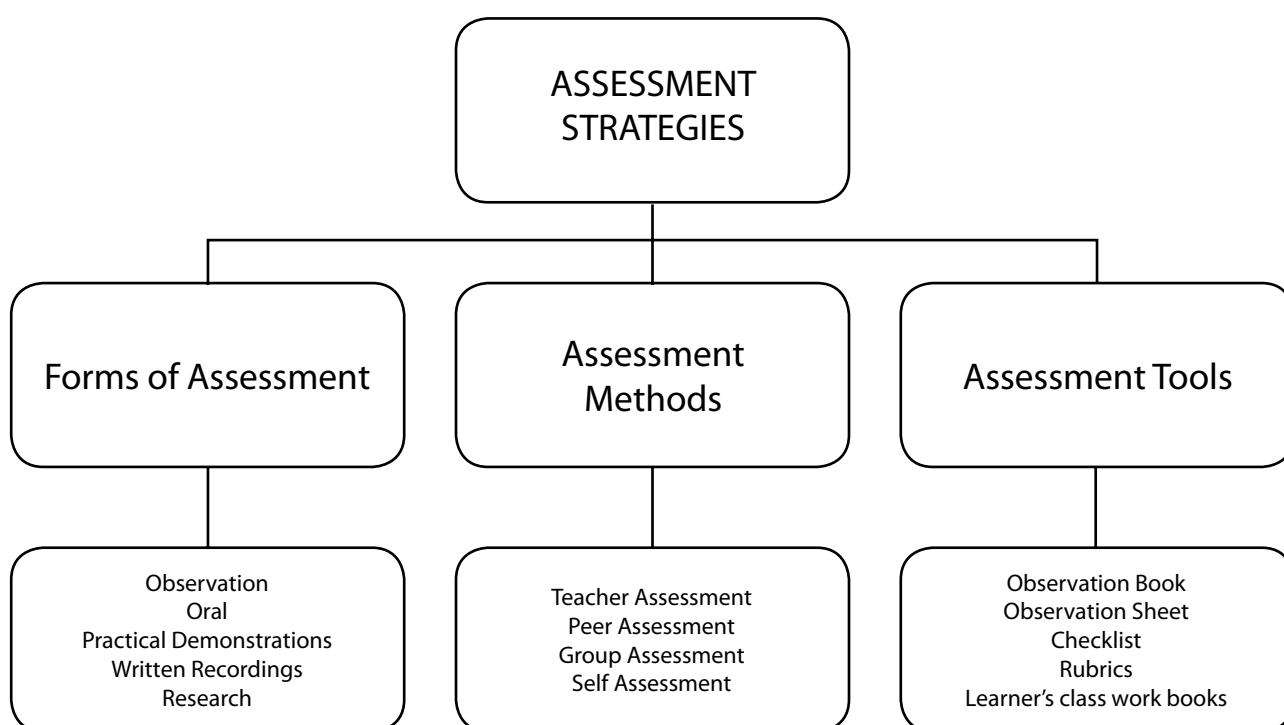 ASSESSMENT
STRATEGIES
Forms of Assessment
Assessment
Methods
Assessment Tools
Observation
Oral
Practical Demonstrations
Written Recordings
Research
Teacher Assessment
Peer Assessment
Group Assessment
Self Assessment
Observation Book
Observation Sheet
Checklist
Rubrics
Learner’s class work books